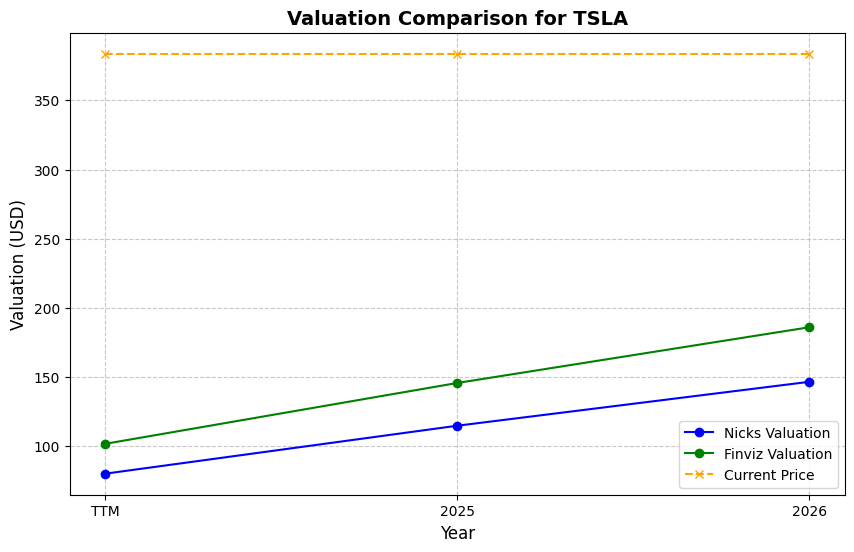 Valuation Comparison for TSLA
Valuation (USD)
350
300
250
200
150
100
TTM
2025
2026
Year
Nicks Valuation
Finviz Valuation
Current Price